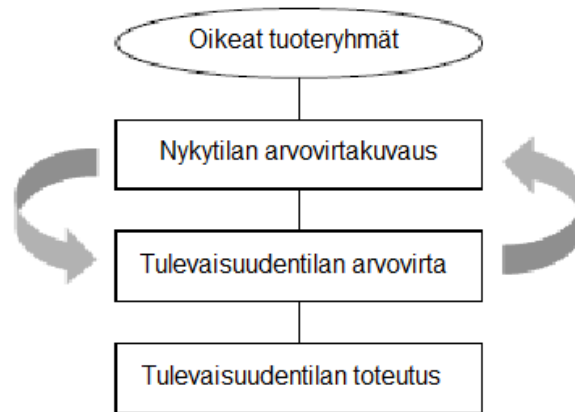 Oikeat tuoteryhmät
Nykytilan arvovirtakuvaus
Tulevaisuudentilan arvovirta
Tulevaisuudentilan toteutus